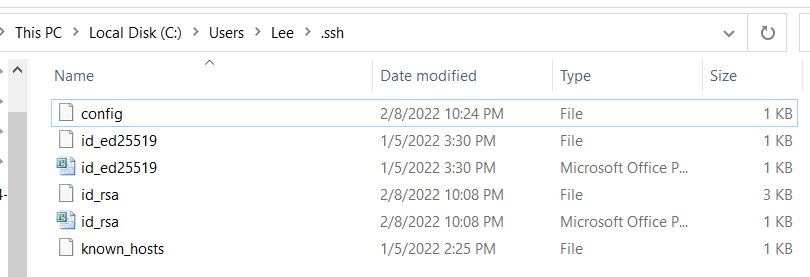 This PC > Local Disk (C:) > Users > Lee > .ssh
Name Date modified Type Size
config 2/8/2022 10:24 PM File 1 KB
id_ed25519 1/5/2022 3:30 PM File 1 KB
id_ed25519 1/5/2022 3:30 PM Microsoft Office P... 1 KB
id_rsa 2/8/2022 10:08 PM File 3 KB
id_rsa 2/8/2022 10:08 PM Microsoft Office P... 1 KB
known_hosts 1/5/2022 2:25 PM File 1 KB